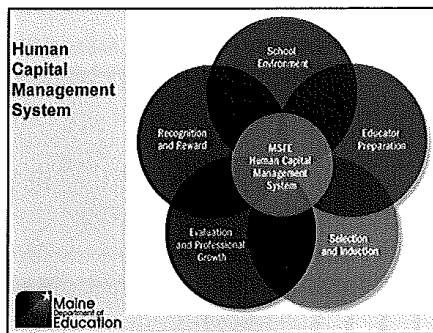 Human
Capital
Management
System
School
Environment
Recognition
and Reward
Educator
Preparation
MSFE
Human Capital
Management
System
Evaluation
and Professional
Growth
Selection
and Induction
Maine
Department of
Education